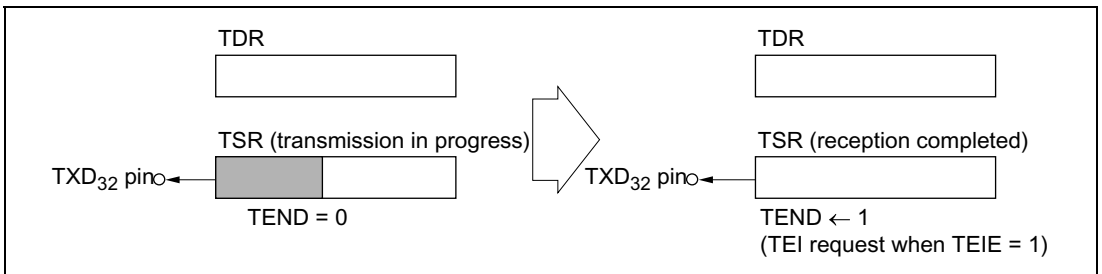 TDR
TSR (transmission in progress)
TXD32 pin
TEND = 0
TDR
TSR (reception completed)
TXD32 pin
TEND ← 1
(TEI request when TEIE = 1)